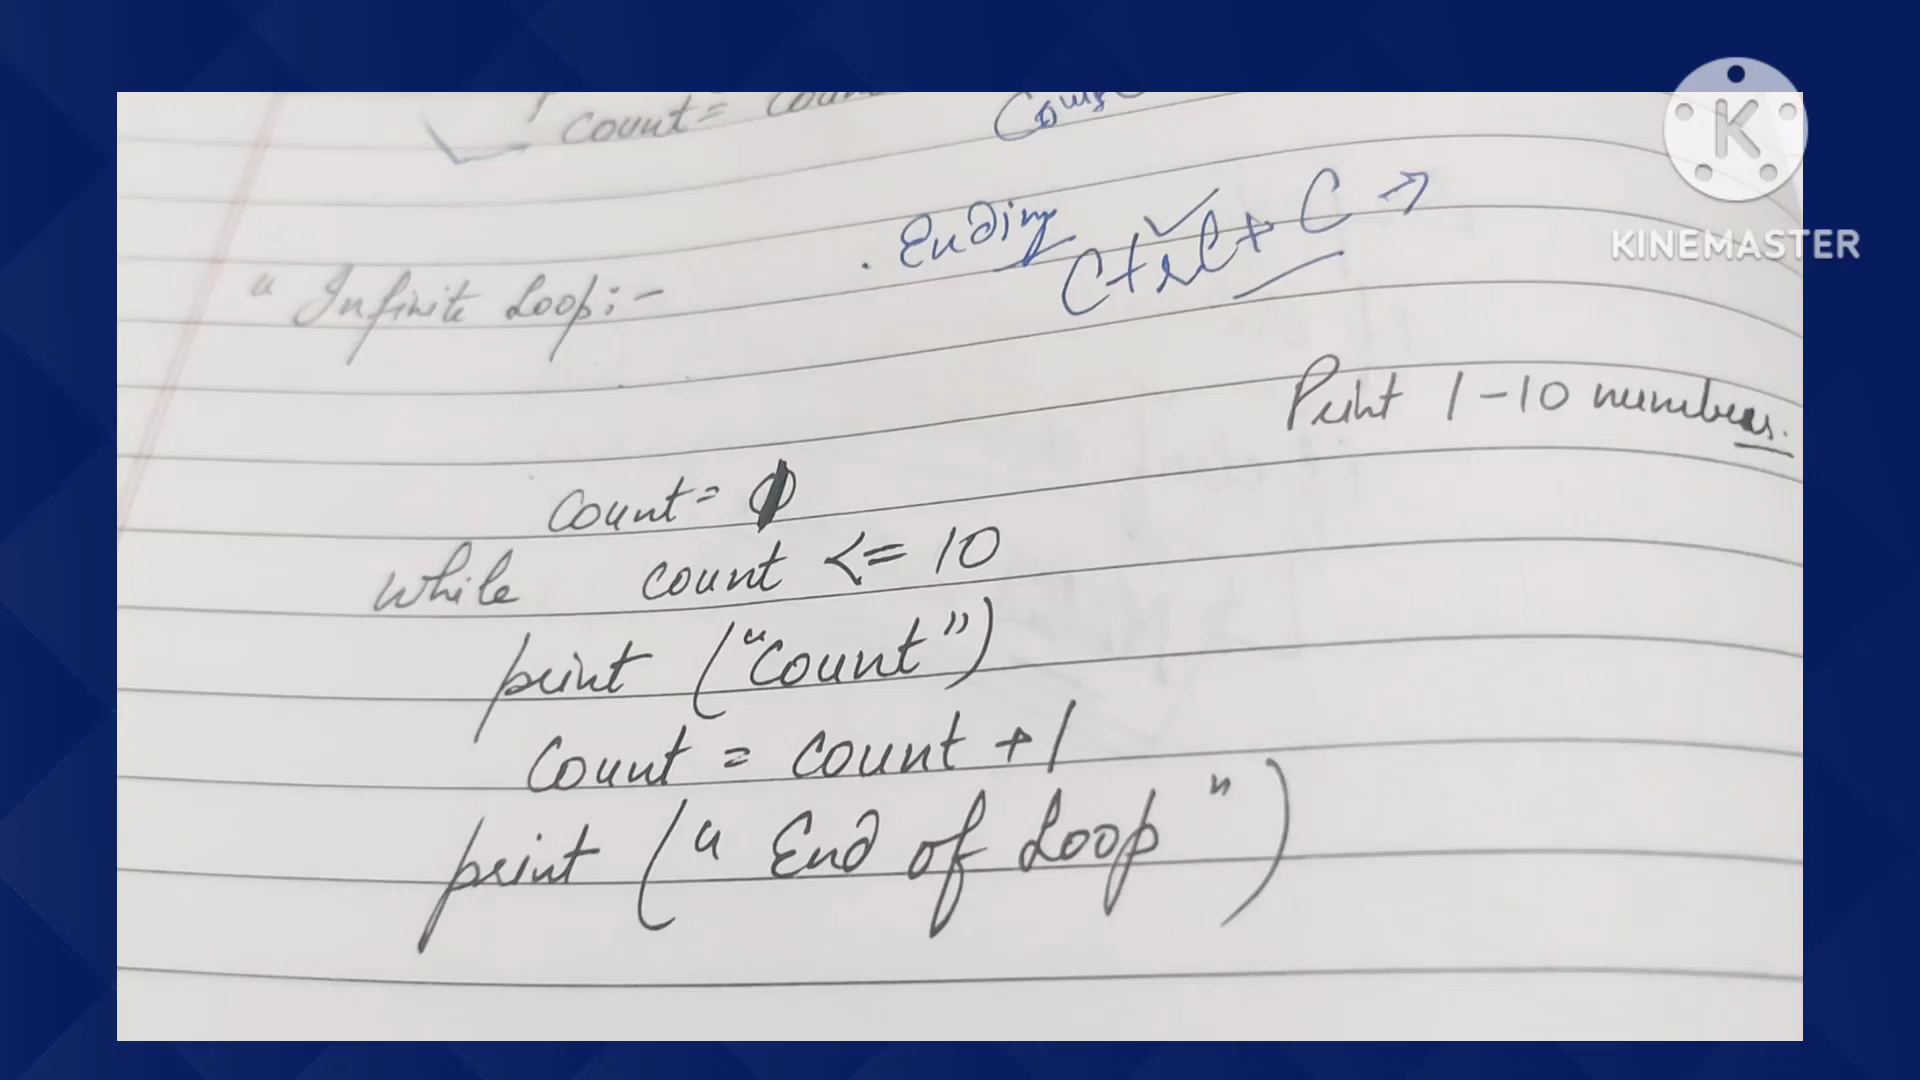 Count =
K
KINEMASTER
. Ending
Ctrl + C →
" Infinite Loop:-
Print 1-10 numbers.
count =
while count <= 10
print ("count")
Count = count +1
print (" End of Loop ")